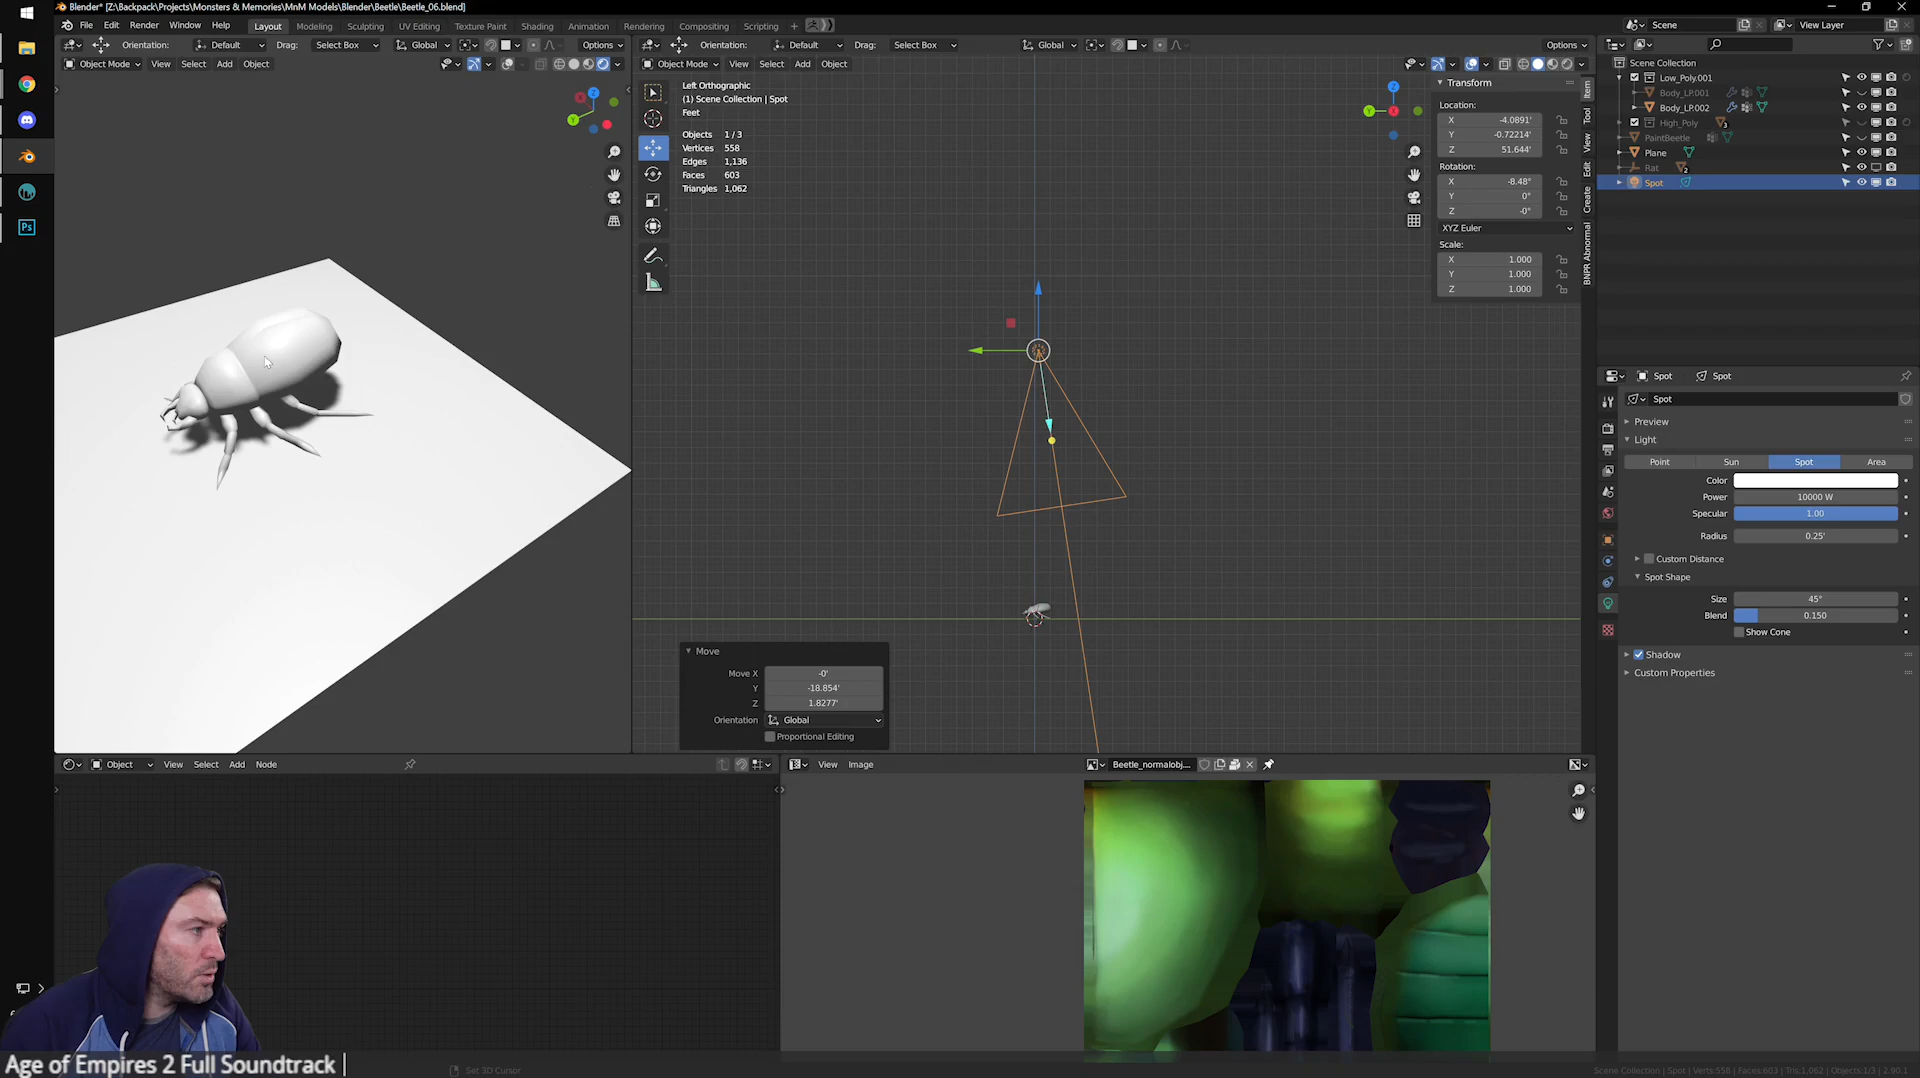 Blender* [Z:\Backpack\Projects\Monsters & Memories\MnM Models\Blender\Beetle\Beetle_06.blend]
File Edit Render Window Help Layout Modeling Sculpting UV Editing Texture Paint Shading Animation Rendering Compositing Scripting + Scene View Layer
Orientation: Default Drag: Select Box Global Options
Orientation: Default Drag: Select Box Global Options
Object Mode View Select Add Object
Object Mode View Select Add Object
Left Orthographic
(1) Scene Collection | Spot
Feet
Objects 1 / 3
Vertices 558
Edges 1,136
Faces 603
Triangles 1,062
Transform
Location:
X -4.0891'
Y -0.72214'
Z 51.644'
Rotation:
X -8.48°
Y 0°
Z -0°
XYZ Euler
Scale:
X 1.000
Y 1.000
Z 1.000
Item
Tool
View
Edit
Create
BNPR Abnormal
Scene Collection
Low_Poly.001
Body_LP.001
Body_LP.002
High_Poly
PaintBeetle
Plane
Rat
Spot
Spot Spot
Spot
Preview
Light
Point Sun Spot Area
Color
Power 10000 W
Specular 1.00
Radius 0.25'
Custom Distance
Spot Shape
Size 45°
Blend 0.150
Show Cone
Shadow
Custom Properties
Move
Move X -0'
Y -18.854'
Z 1.8277'
Orientation Global
Proportional Editing
Object View Select Add Node
View Image Beetle_normalobj...
Ps
Age of Empires 2 Full Soundtrack |
Set 3D Cursor
Scene Collection | Spot | Verts:558 | Faces:603 | Tris:1,062 | Objects:1/3 | 2.90.1